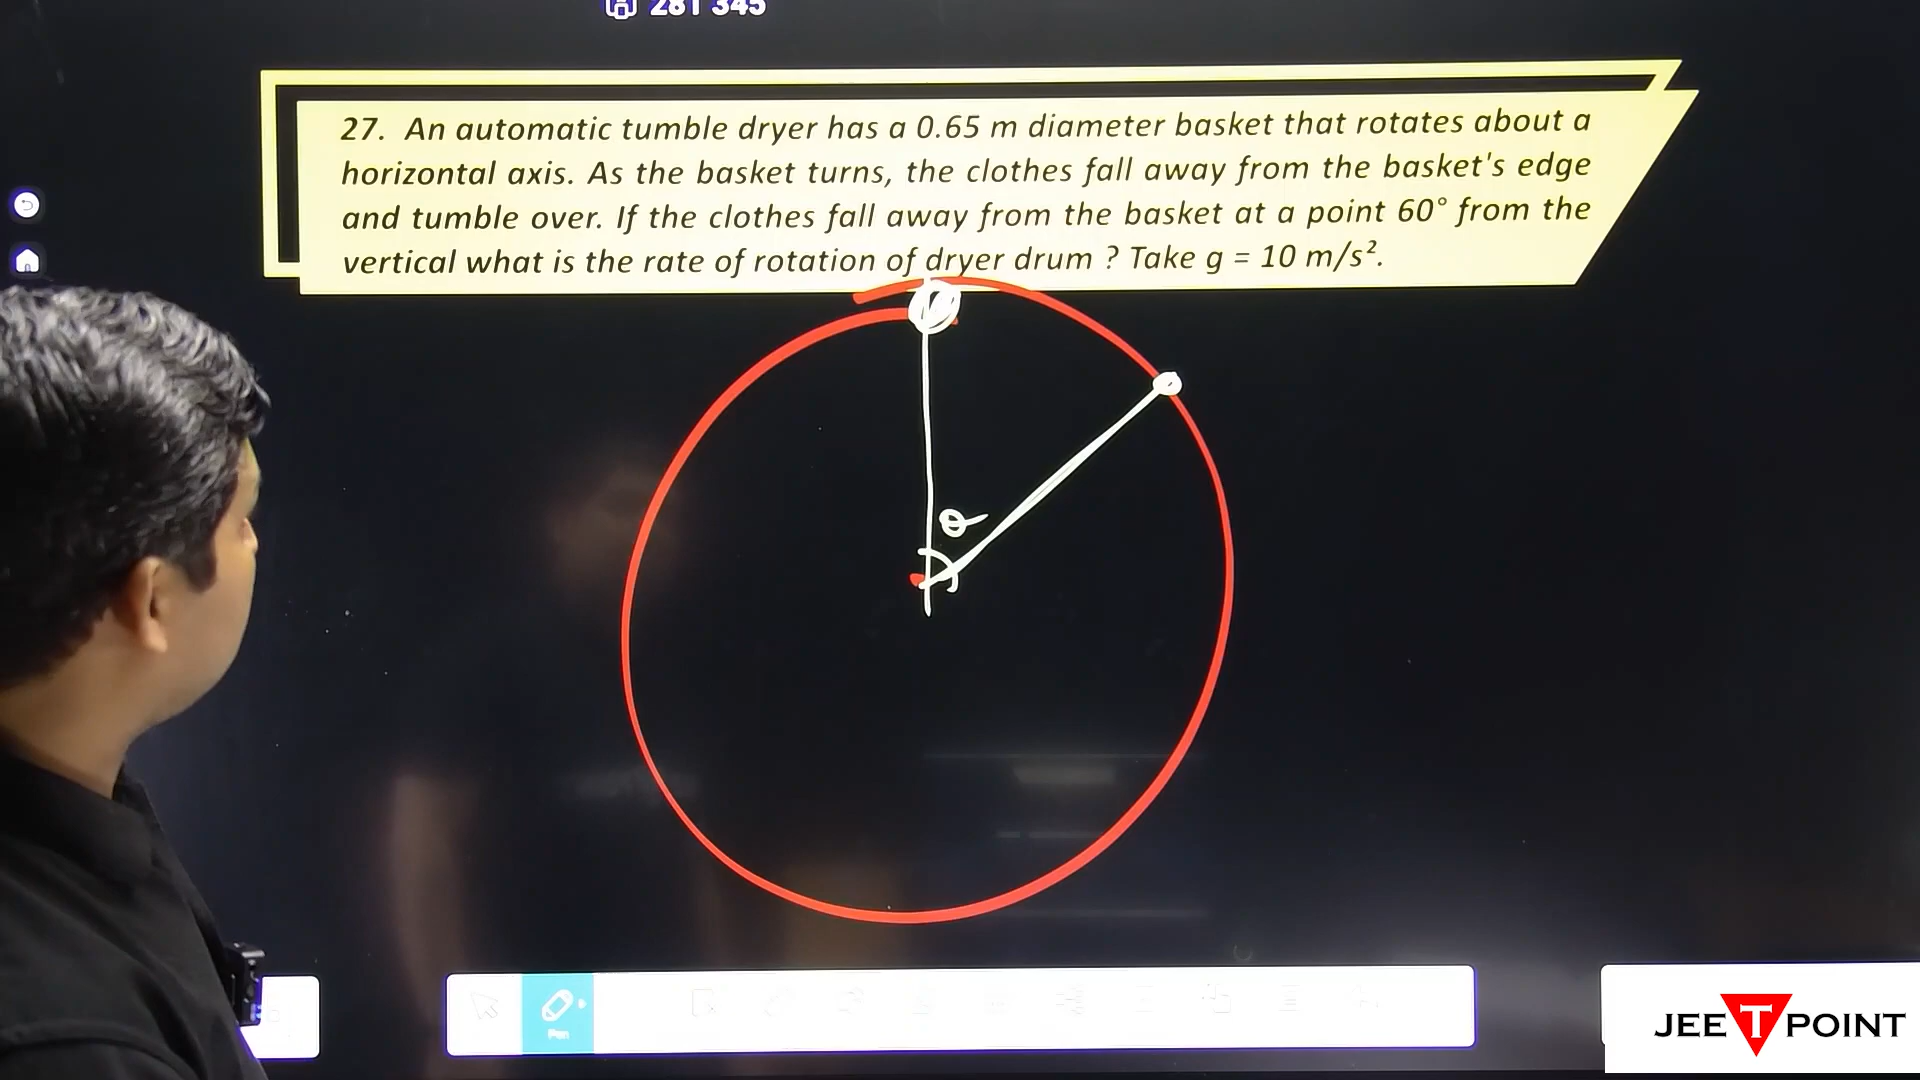 281 345
27. An automatic tumble dryer has a 0.65 m diameter basket that rotates about a
horizontal axis. As the basket turns, the clothes fall away from the basket's edge
and tumble over. If the clothes fall away from the basket at a point 60° from the
vertical what is the rate of rotation of dryer drum ? Take g = 10 m/s².
θ
Pen
JEE T POINT